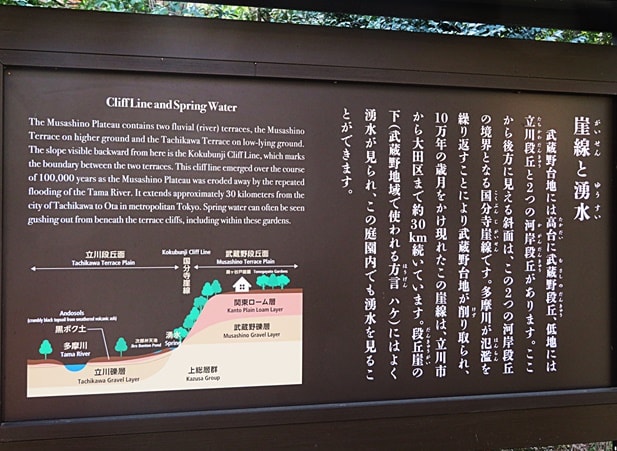 崖線と湧水
武蔵野台地には高台に武蔵野段丘、低地には
立川段丘と2つの河岸段丘があります。ここ
から後方に見える斜面は、この2つの河岸段丘
の境界となる国分寺崖線です。多摩川が氾濫を
繰り返すことにより武蔵野台地が削り取られ、
10万年の歳月をかけ現れたこの崖線は、立川市
から大田区まで約30km続いています。段丘崖の
下（武蔵野地域で使われる方言 ハケ）にはよく
湧水が見られ、この庭園内でも湧水を見るこ
とができます。
Cliff Line and Spring Water
The Musashino Plateau contains two fluvial (river) terraces, the Musashino
Terrace on higher ground and the Tachikawa Terrace on low-lying ground.
The slope visible backward from here is the Kokubunji Cliff Line, which marks
the boundary between the two terraces. This cliff line emerged over the course
of 100,000 years as the Musashino Plateau was eroded away by the repeated
flooding of the Tama River. It extends approximately 30 kilometers from the
city of Tachikawa to Ota in metropolitan Tokyo. Spring water can often be seen
gushing out from beneath the terrace cliffs, including within these gardens.
立川段丘面
Tachikawa Terrace Plain
Kokubunji Cliff Line
国分寺崖線
武蔵野段丘面
Musashino Terrace Plain
Tonogayato Gardens
Andosols
(crumbly black topsoil from weathered volcanic ash)
黒ボク土
多摩川
Tama River
次郎弁天池
Jiro Benten Pond
湧水
Spring
関東ローム層
Kanto Plain Loam Layer
武蔵野礫層
Musashino Gravel Layer
立川礫層
Tachikawa Gravel Layer
上総層群
Kazusa Group